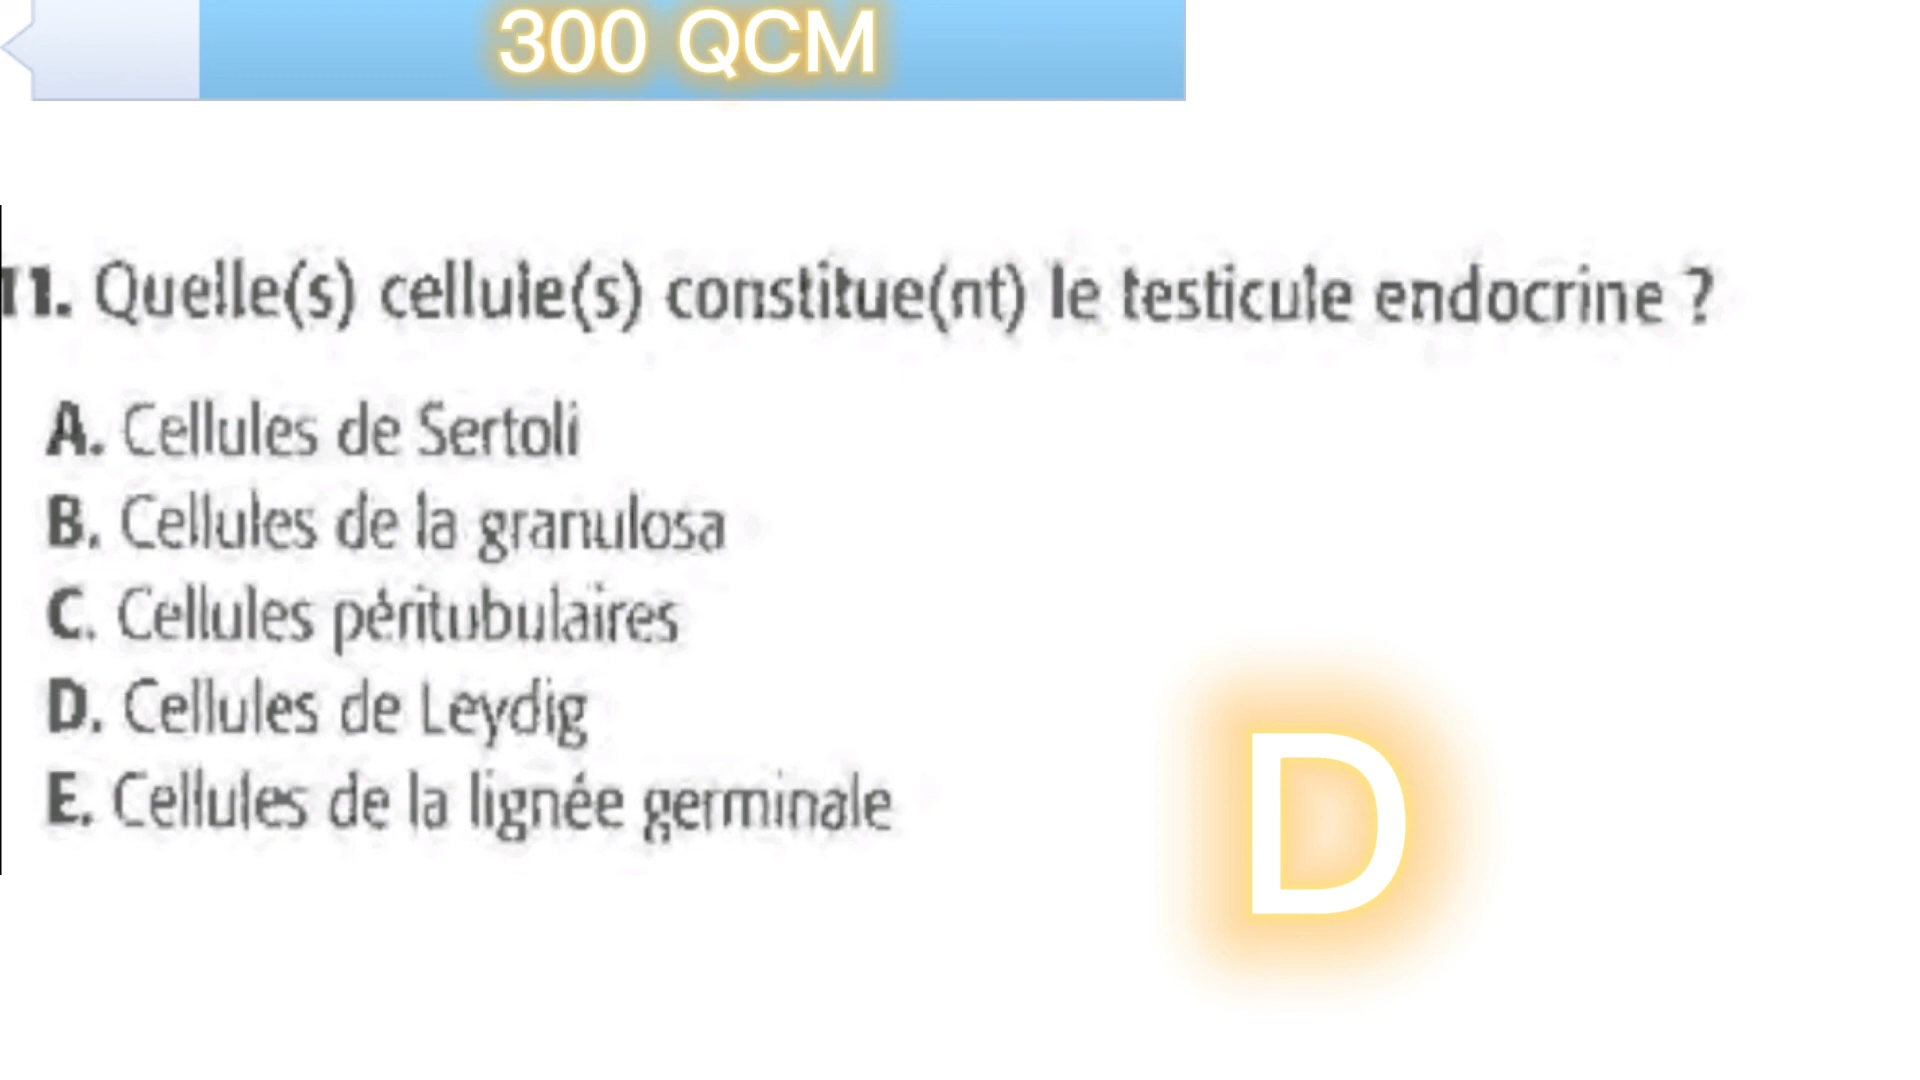 300 QCM
11. Quelle(s) cellule(s) constitue(nt) le testicule endocrine ?
A. Cellules de Sertoli
B. Cellules de la granulosa
C. Cellules péritubulaires
D. Cellules de Leydig
E. Cellules de la lignée germinale
D